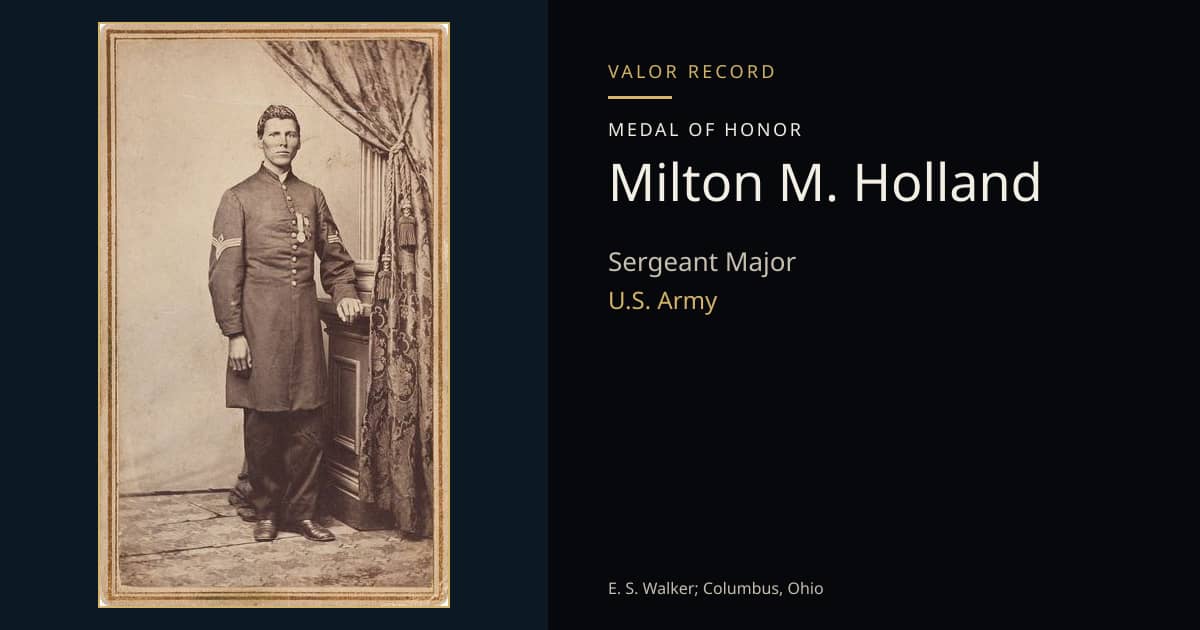 VALOR RECORD
MEDAL OF HONOR
Milton M. Holland
Sergeant Major
U.S. Army
E. S. Walker; Columbus, Ohio